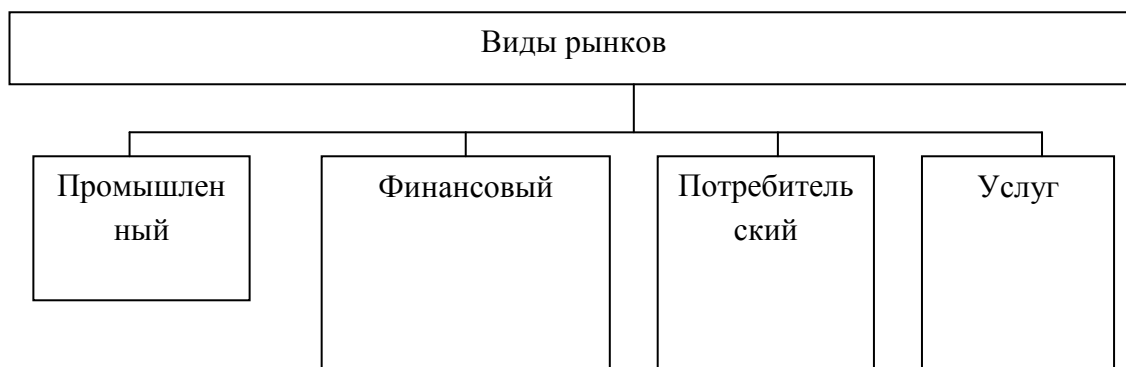 Виды рынков
Промышлен
ный
Финансовый
Потребитель
ский
Услуг